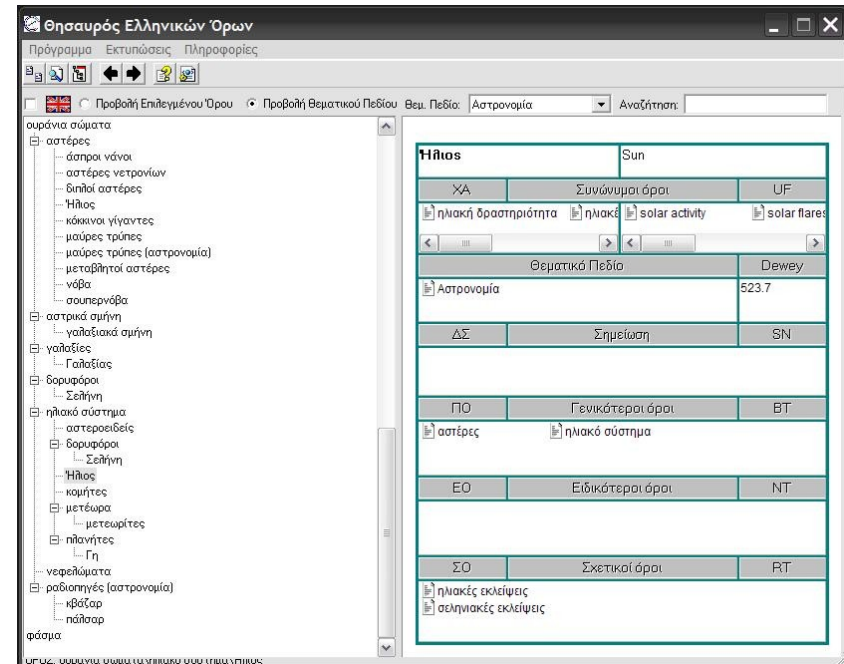 Θησαυρός Ελληνικών Όρων
Πρόγραμμα Εκτυπώσεις Πληροφορίες
Προβολή Επιλεγμένου Όρου Προβολή Θεματικού Πεδίου Θεμ. Πεδίο: Αστρονομία Αναζήτηση:
ουράνια σώματα
αστέρες
άσπροι νάνοι
αστέρες νετρονίων
διπλοί αστέρες
Ήλιος
κόκκινοι γίγαντες
μαύρες τρύπες
μαύρες τρύπες (αστρονομία)
μεταβλητοί αστέρες
νόβα
σουπερνόβα
αστρικά σμήνη
γαλαξιακά σμήνη
γαλαξίες
Γαλαξίας
δορυφόροι
Σελήνη
ηλιακό σύστημα
αστεροειδείς
δορυφόροι
Σελήνη
Ήλιος
κομήτες
μετέωρα
μετεωρίτες
πλανήτες
Γη
νεφελώματα
ραδιοπηγές (αστρονομία)
κβάζαρ
πάλσαρ
φάσμα
Ήλιος Sun
ΧΑ Συνώνυμοι όροι UF
ηλιακή δραστηριότητα ηλιακέ solar activity solar flares
Θεματικό Πεδίο Dewey
Αστρονομία 523.7
ΔΣ Σημείωση SN
ΠΟ Γενικότεροι όροι BT
αστέρες ηλιακό σύστημα
ΕΟ Ειδικότεροι όροι NT
ΣΟ Σχετικοί όροι RT
ηλιακές εκλείψεις
σεληνιακές εκλείψεις